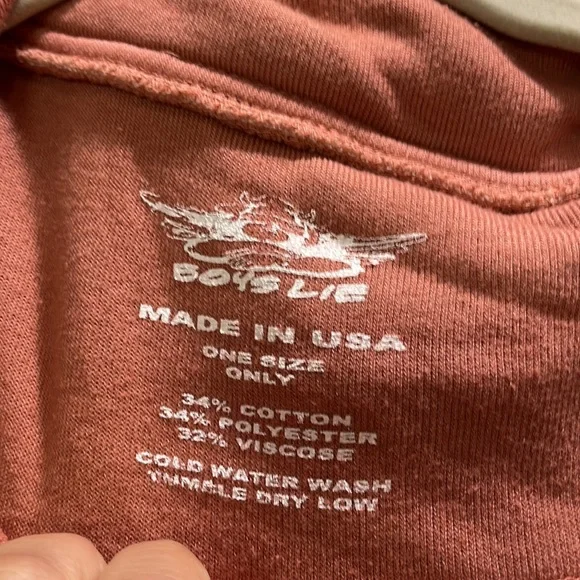 BOYS LIE
MADE IN USA
ONE SIZE
ONLY
34% COTTON
34% POLYESTER
32% VISCOSE
COLD WATER WASH
TUMBLE DRY LOW